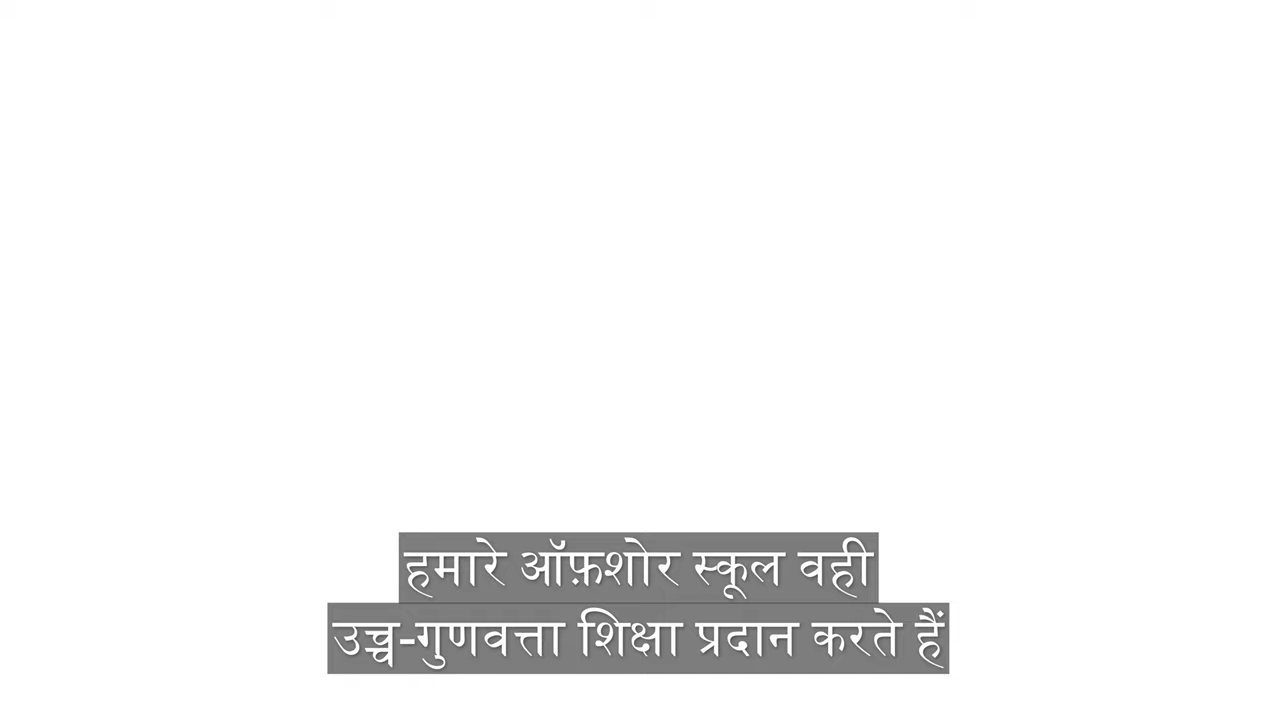 हमारे ऑफ़शोर स्कूल वही
उच्च-गुणवत्ता शिक्षा प्रदान करते हैं